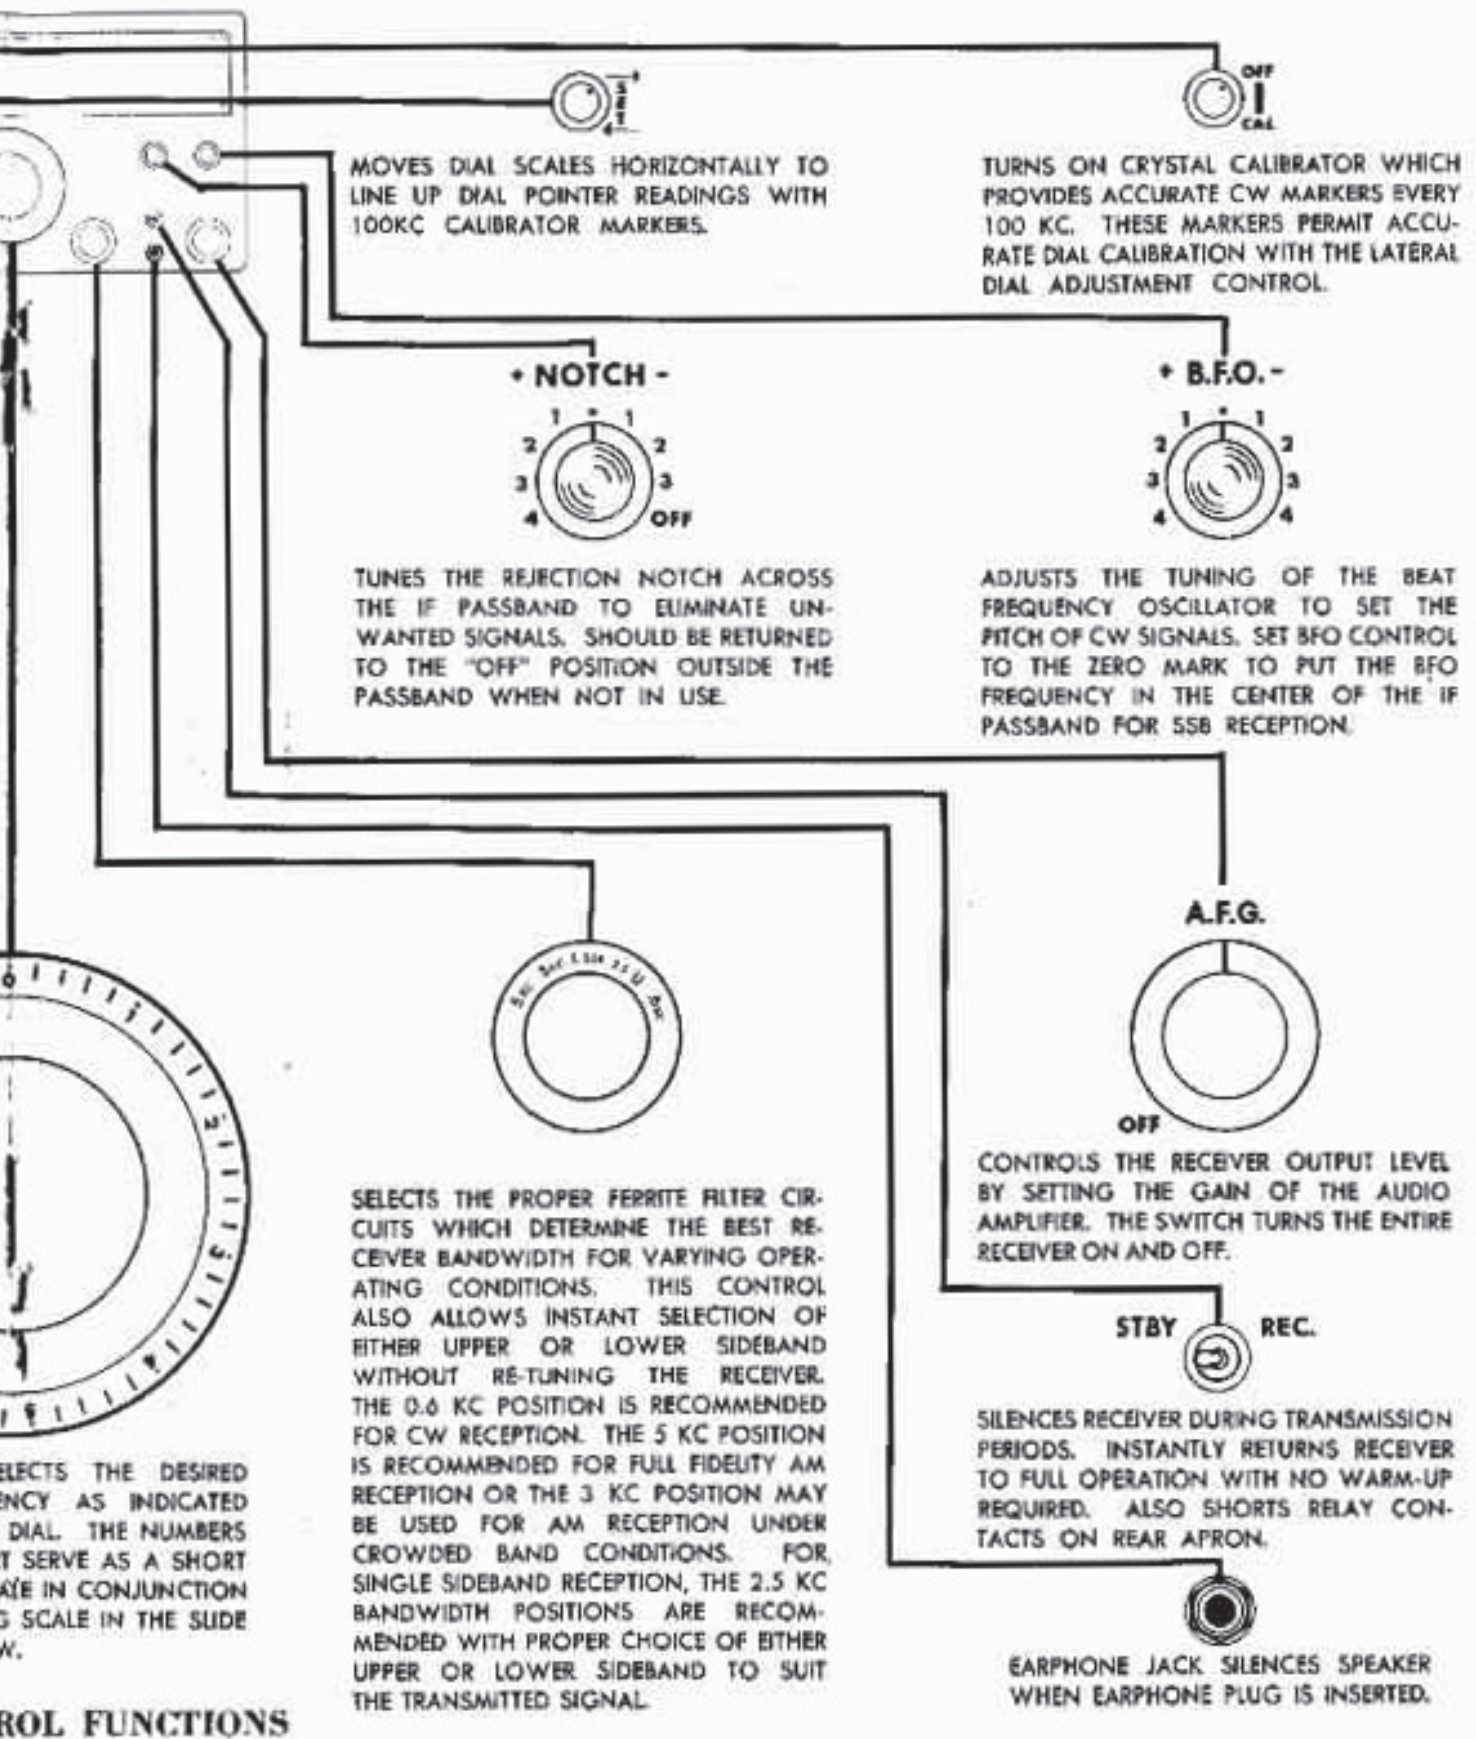 SET
OFF
CAL
MOVES DIAL SCALES HORIZONTALLY TO
LINE UP DIAL POINTER READINGS WITH
100KC CALIBRATOR MARKERS.
TURNS ON CRYSTAL CALIBRATOR WHICH
PROVIDES ACCURATE CW MARKERS EVERY
100 KC. THESE MARKERS PERMIT ACCU-
RATE DIAL CALIBRATION WITH THE LATERAL
DIAL ADJUSTMENT CONTROL.
+ NOTCH -
1 • 1
2 2
3 3
4 OFF
TUNES THE REJECTION NOTCH ACROSS
THE IF PASSBAND TO ELIMINATE UN-
WANTED SIGNALS. SHOULD BE RETURNED
TO THE "OFF" POSITION OUTSIDE THE
PASSBAND WHEN NOT IN USE.
+ B.F.O. -
1 • 1
2 2
3 3
4 4
ADJUSTS THE TUNING OF THE BEAT
FREQUENCY OSCILLATOR TO SET THE
PITCH OF CW SIGNALS. SET BFO CONTROL
TO THE ZERO MARK TO PUT THE BFO
FREQUENCY IN THE CENTER OF THE IF
PASSBAND FOR SSB RECEPTION.
0
1
2
3
4
ELECTS THE DESIRED
ENCY AS INDICATED
DIAL. THE NUMBERS
T SERVE AS A SHORT
IN CONJUNCTION
G SCALE IN THE SLIDE
W.
ROL FUNCTIONS
5KC
SELECTS THE PROPER FERRITE FILTER CIR-
CUITS WHICH DETERMINE THE BEST RE-
CEIVER BANDWIDTH FOR VARYING OPER-
ATING CONDITIONS. THIS CONTROL
ALSO ALLOWS INSTANT SELECTION OF
EITHER UPPER OR LOWER SIDEBAND
WITHOUT RE-TUNING THE RECEIVER.
THE 0.6 KC POSITION IS RECOMMENDED
FOR CW RECEPTION. THE 5 KC POSITION
IS RECOMMENDED FOR FULL FIDELITY AM
RECEPTION OR THE 3 KC POSITION MAY
BE USED FOR AM RECEPTION UNDER
CROWDED BAND CONDITIONS. FOR
SINGLE SIDEBAND RECEPTION, THE 2.5 KC
BANDWIDTH POSITIONS ARE RECOM-
MENDED WITH PROPER CHOICE OF EITHER
UPPER OR LOWER SIDEBAND TO SUIT
THE TRANSMITTED SIGNAL.
A.F.G.
OFF
CONTROLS THE RECEIVER OUTPUT LEVEL
BY SETTING THE GAIN OF THE AUDIO
AMPLIFIER. THE SWITCH TURNS THE ENTIRE
RECEIVER ON AND OFF.
STBY REC.
SILENCES RECEIVER DURING TRANSMISSION
PERIODS. INSTANTLY RETURNS RECEIVER
TO FULL OPERATION WITH NO WARM-UP
REQUIRED. ALSO SHORTS RELAY CON-
TACTS ON REAR APRON.
EARPHONE JACK SILENCES SPEAKER
WHEN EARPHONE PLUG IS INSERTED.